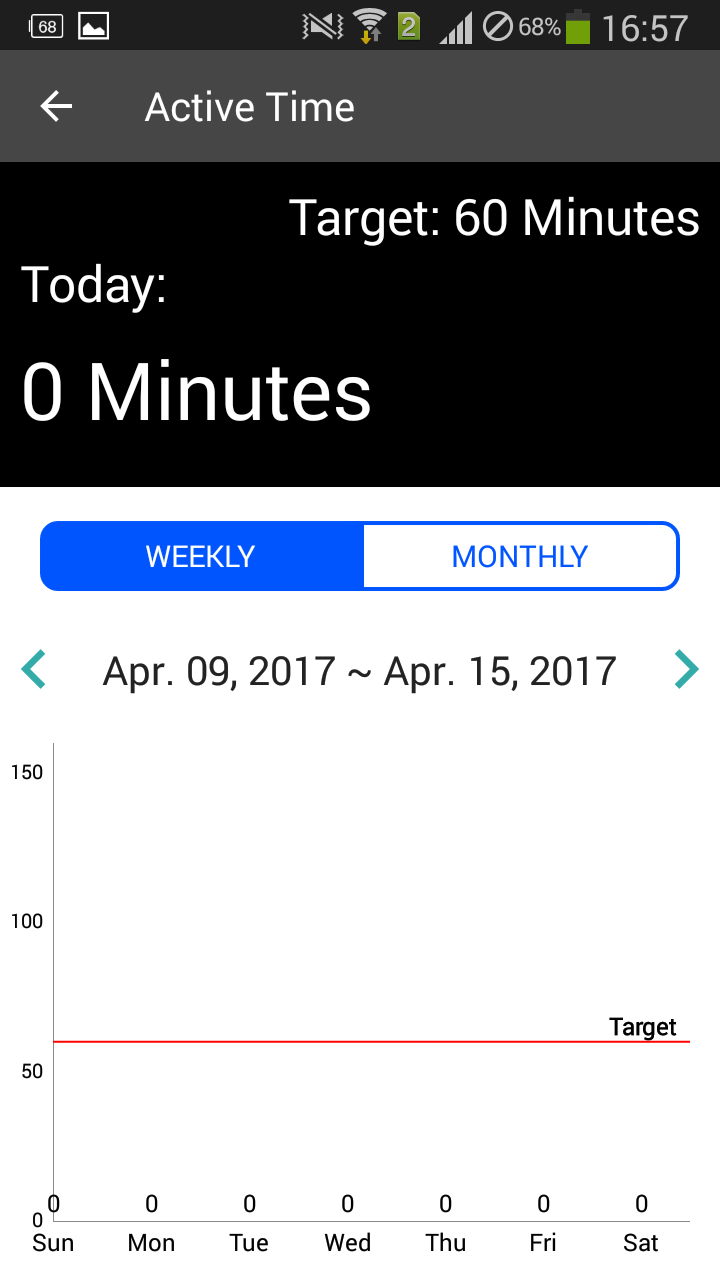 68 2 68% 16:57
Active Time
Target: 60 Minutes
Today:
0 Minutes
WEEKLY MONTHLY
Apr. 09, 2017 ~ Apr. 15, 2017
150
100
Target
50
0 0 0 0 0 0 0
0
Sun Mon Tue Wed Thu Fri Sat